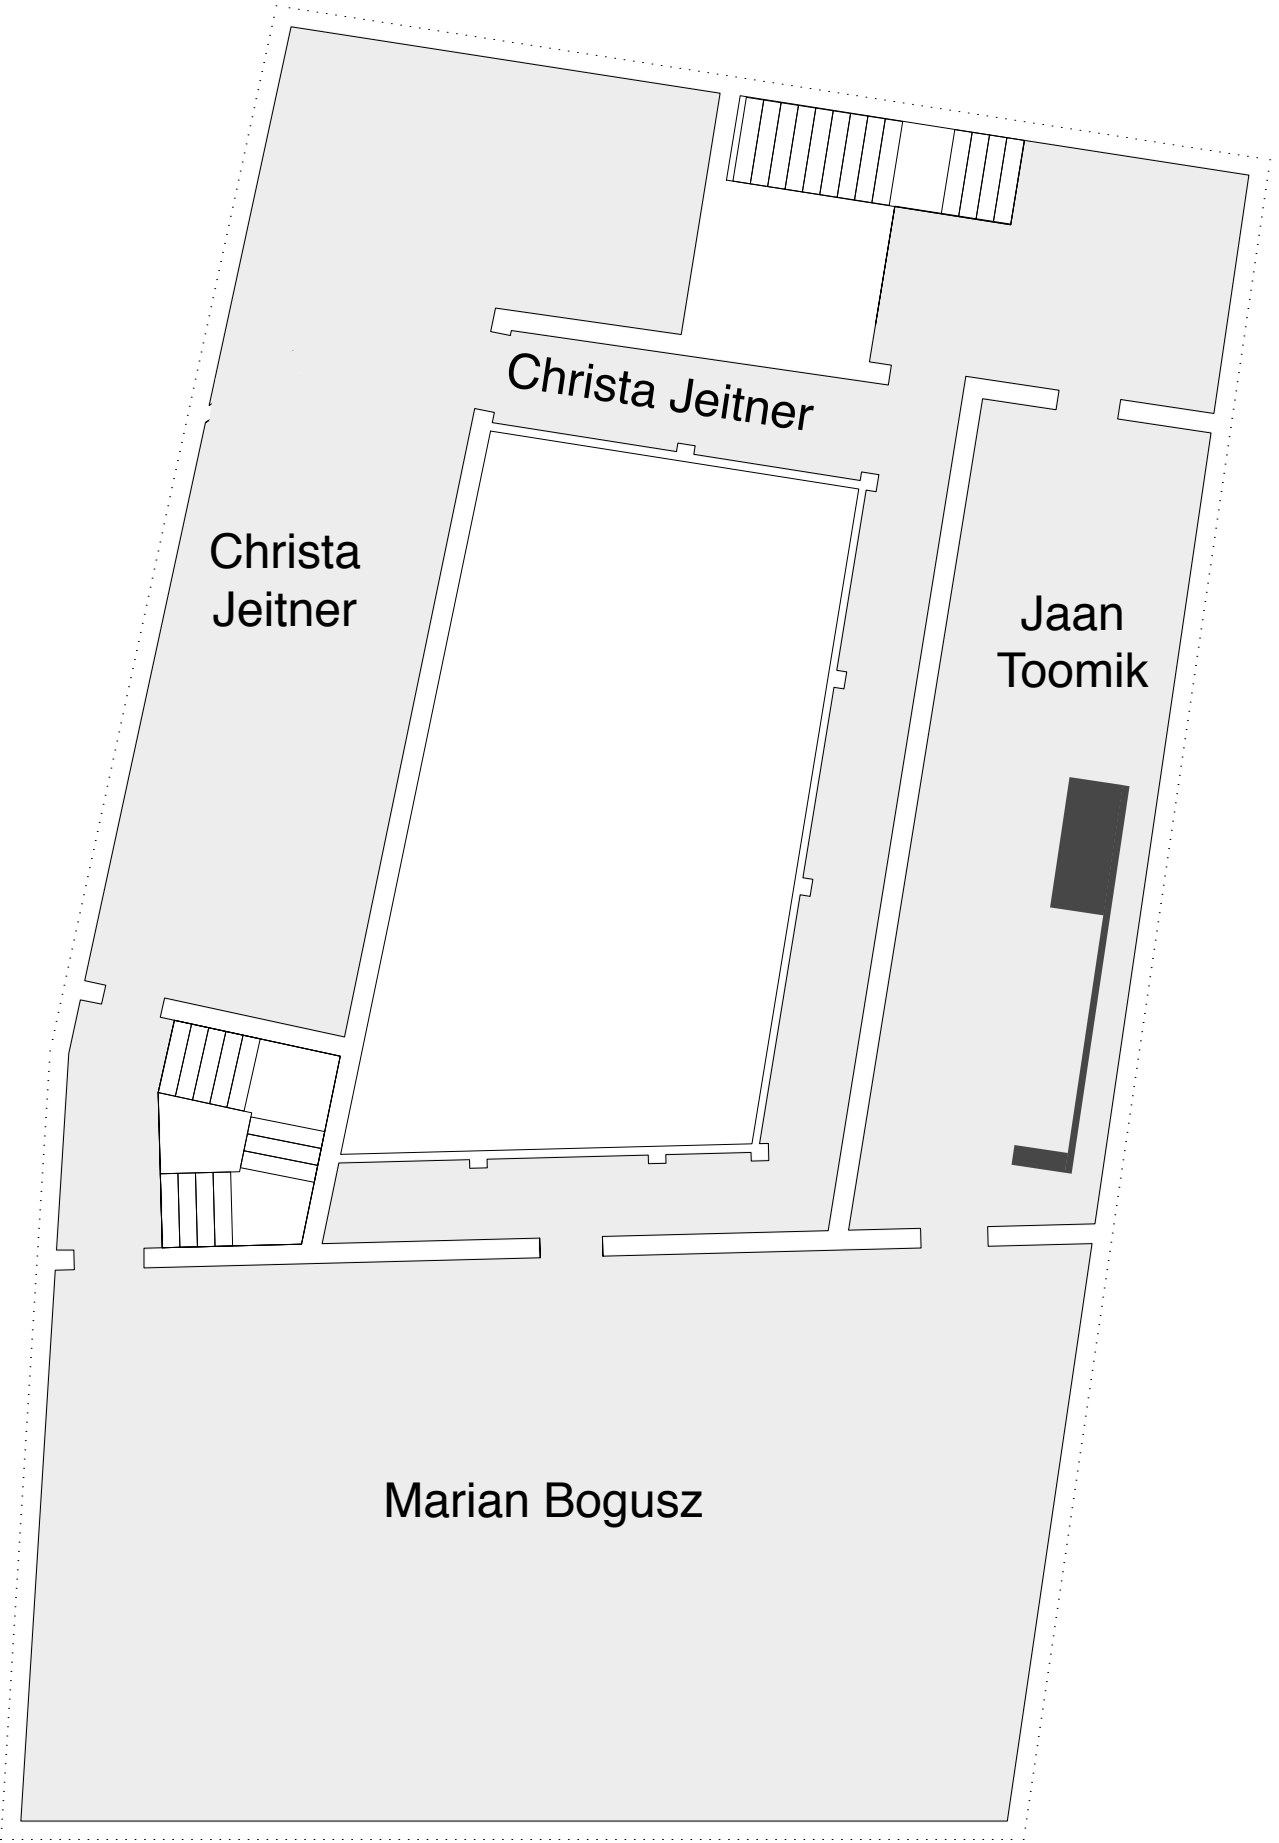 Christa Jeitner
Christa
Jeitner
Jaan
Toomik
Marian Bogusz